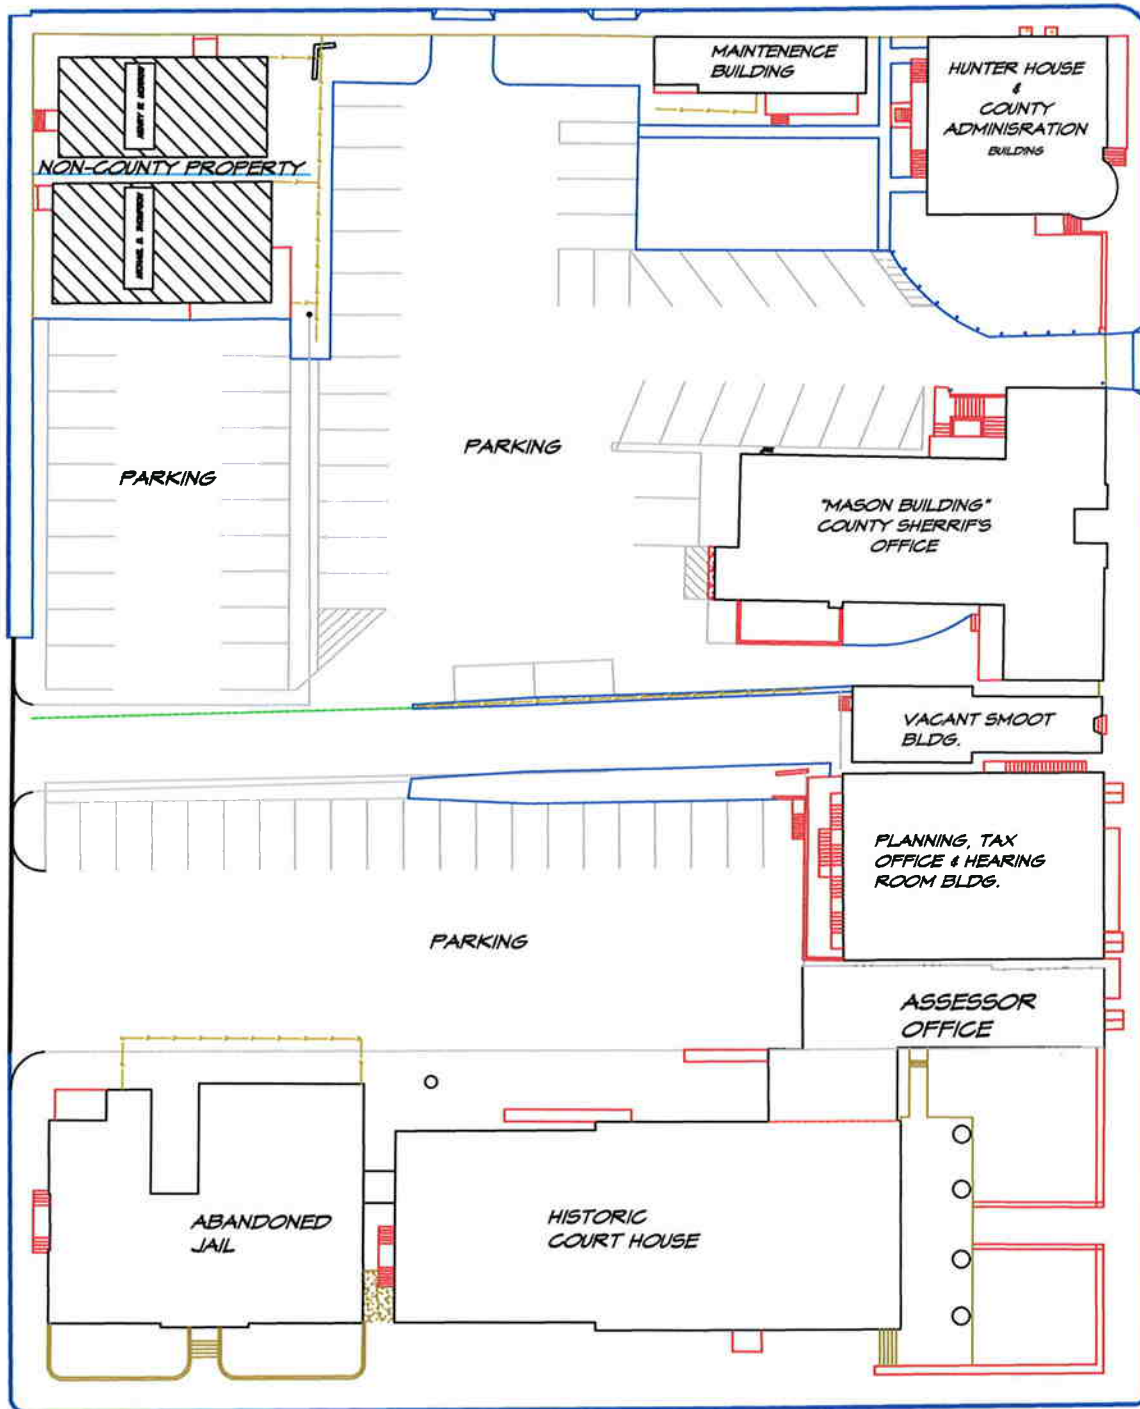 MAINTENENCE
BUILDING
HUNTER HOUSE
&
COUNTY
ADMINISRATION
BUILDING
NON-COUNTY PROPERTY
PARKING
PARKING
"MASON BUILDING"
COUNTY SHERRIF'S
OFFICE
VACANT SMOOT
BLDG.
PLANNING, TAX
OFFICE & HEARING
ROOM BLDG.
PARKING
ASSESSOR
OFFICE
ABANDONED
JAIL
HISTORIC
COURT HOUSE